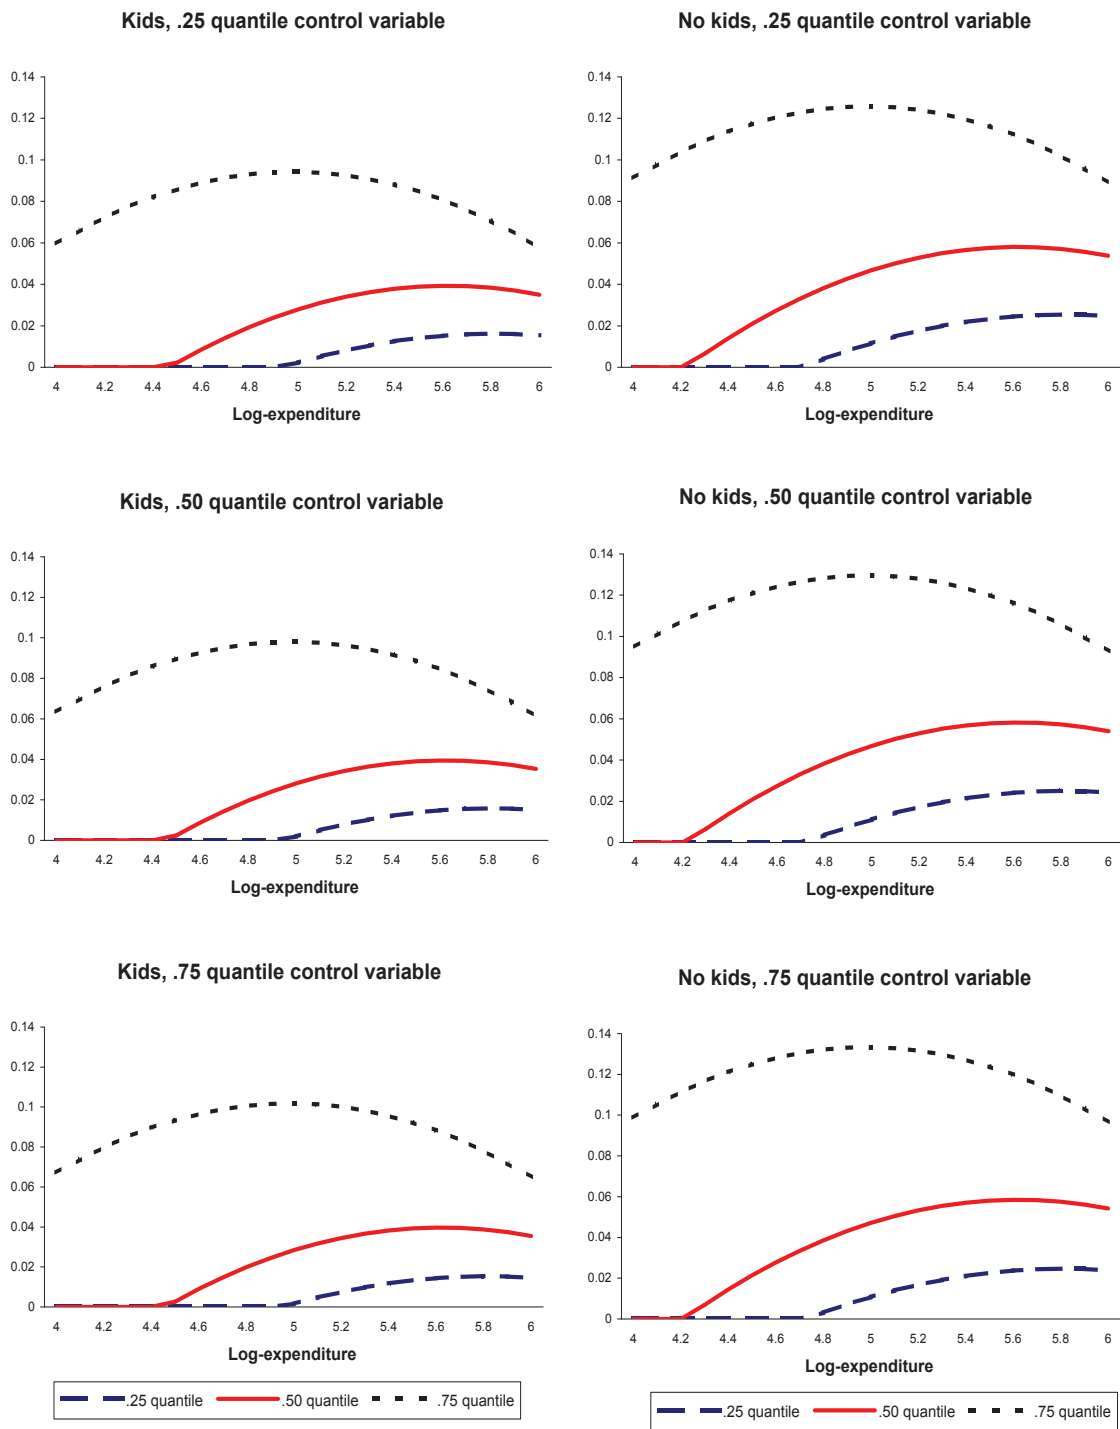 Kids, .25 quantile control variable
0.14
0.12
0.1
0.08
0.06
0.04
0.02
0
4 4.2 4.4 4.6 4.8 5 5.2 5.4 5.6 5.8 6
Log-expenditure
No kids, .25 quantile control variable
0.14
0.12
0.1
0.08
0.06
0.04
0.02
0
4 4.2 4.4 4.6 4.8 5 5.2 5.4 5.6 5.8 6
Log-expenditure
Kids, .50 quantile control variable
0.14
0.12
0.1
0.08
0.06
0.04
0.02
0
4 4.2 4.4 4.6 4.8 5 5.2 5.4 5.6 5.8 6
Log-expenditure
No kids, .50 quantile control variable
0.14
0.12
0.1
0.08
0.06
0.04
0.02
0
4 4.2 4.4 4.6 4.8 5 5.2 5.4 5.6 5.8 6
Log-expenditure
Kids, .75 quantile control variable
0.14
0.12
0.1
0.08
0.06
0.04
0.02
0
4 4.2 4.4 4.6 4.8 5 5.2 5.4 5.6 5.8 6
Log-expenditure
.25 quantile .50 quantile .75 quantile
No kids, .75 quantile control variable
0.14
0.12
0.1
0.08
0.06
0.04
0.02
0
4 4.2 4.4 4.6 4.8 5 5.2 5.4 5.6 5.8 6
Log-expenditure
.25 quantile .50 quantile .75 quantile